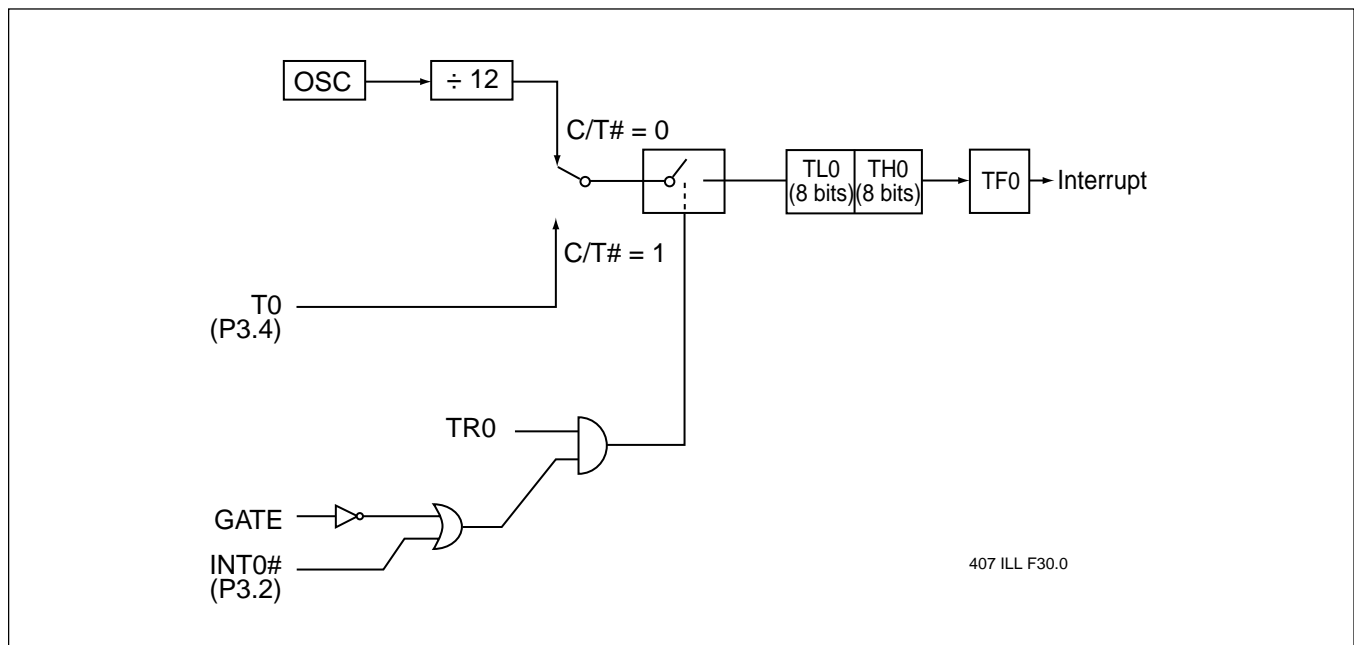 OSC
÷ 12
C/T# = 0
TL0
(8 bits)
TH0
(8 bits)
TF0
Interrupt
C/T# = 1
T0
(P3.4)
TR0
GATE
INT0#
(P3.2)
407 ILL F30.0